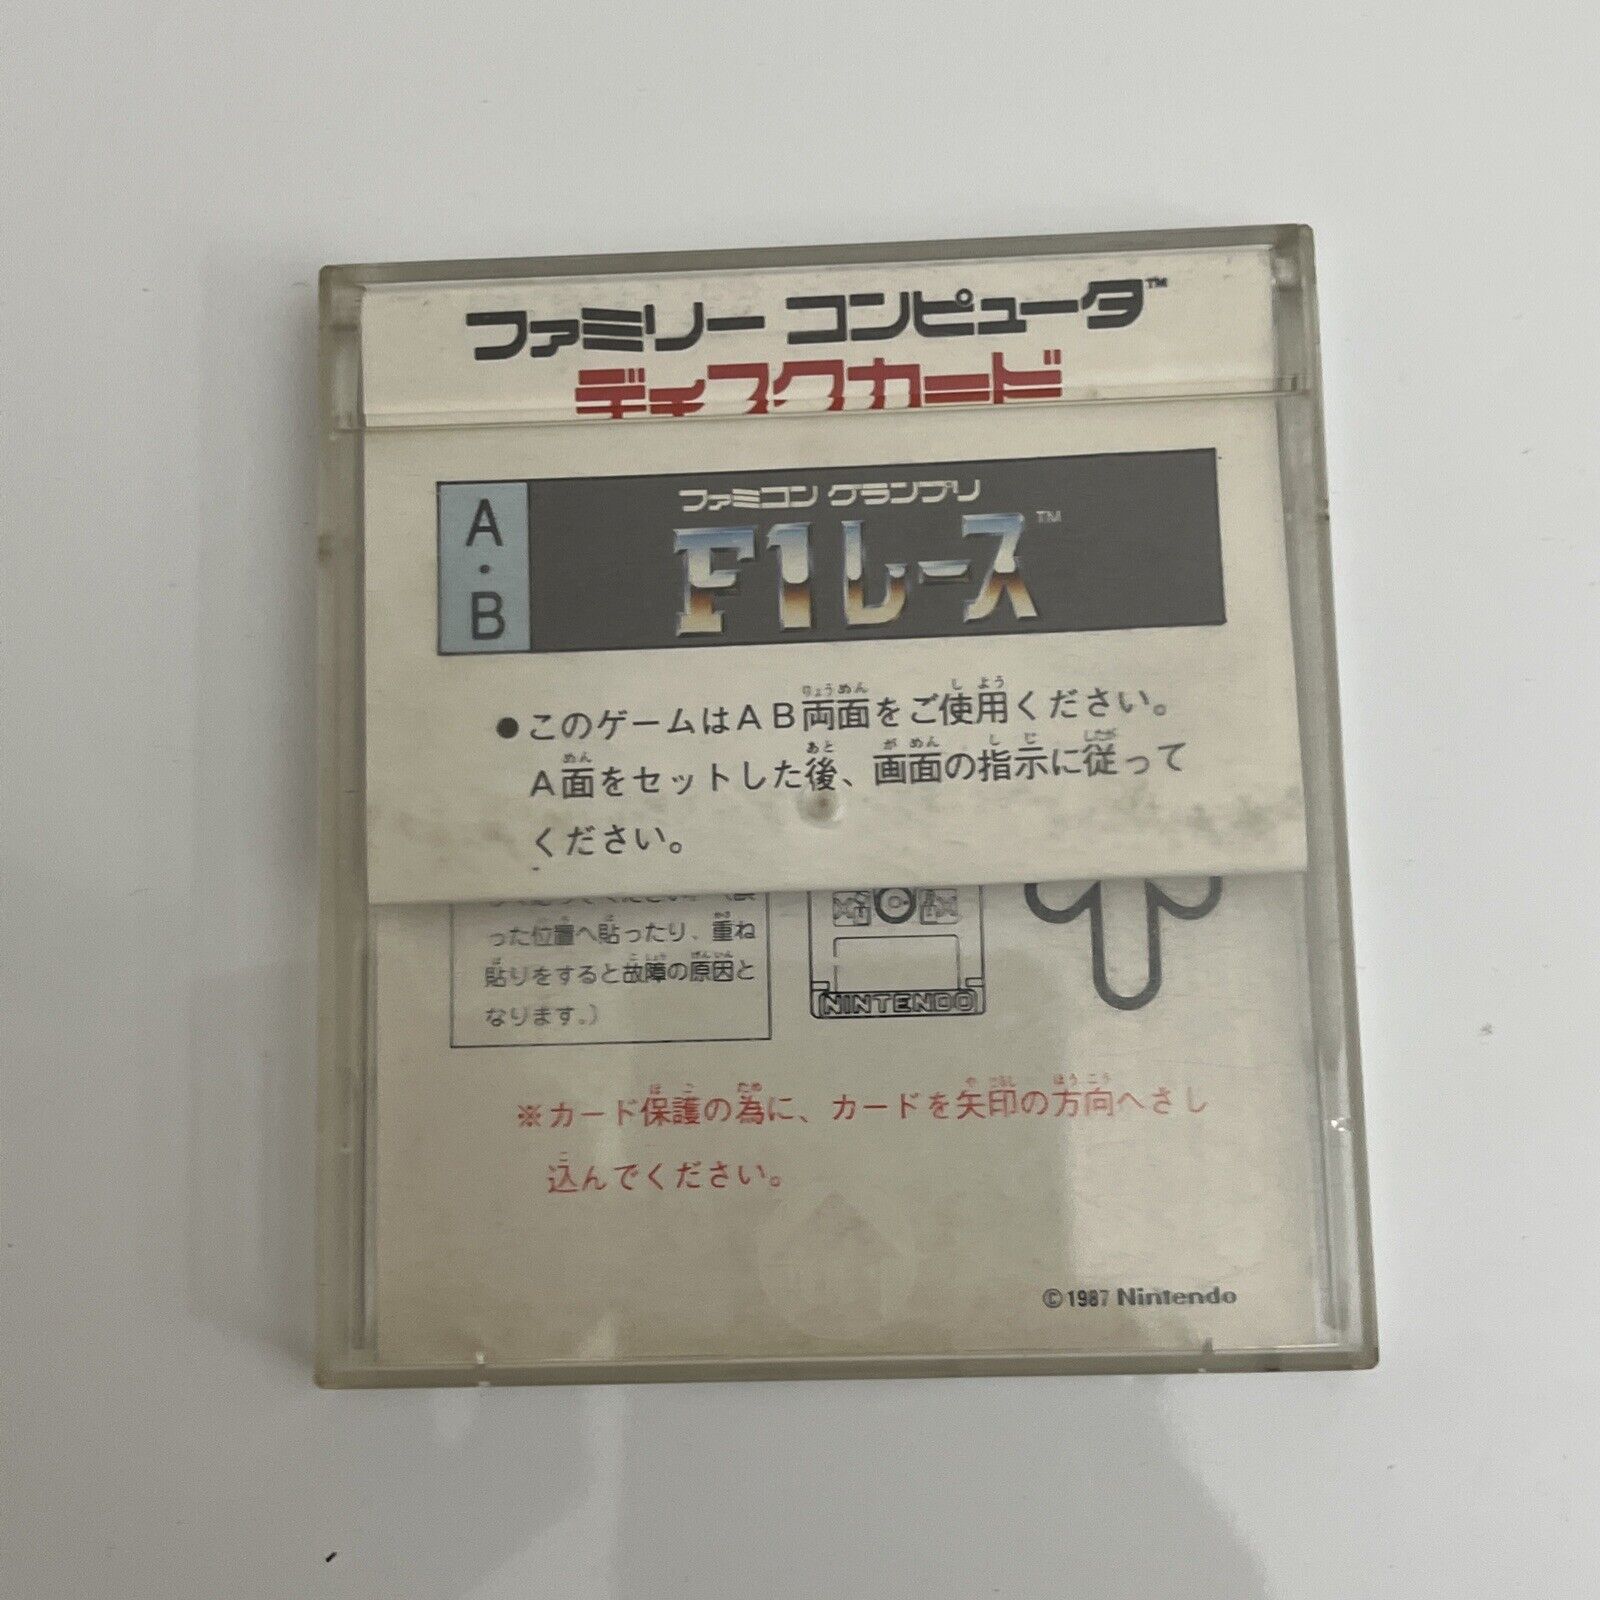 ファミリー コンピュータ™
ディスクカード
A・B
ファミコン グランプリ
F1レース™
●このゲームはAB両面をご使用ください。
A面をセットした後、画面の指示に従って
ください。
った位置へ貼ったり、重ね
貼りをすると故障の原因と
なります。)
NINTENDO
※カード保護の為に、カードを矢印の方向へさし
込んでください。
©1987 Nintendo